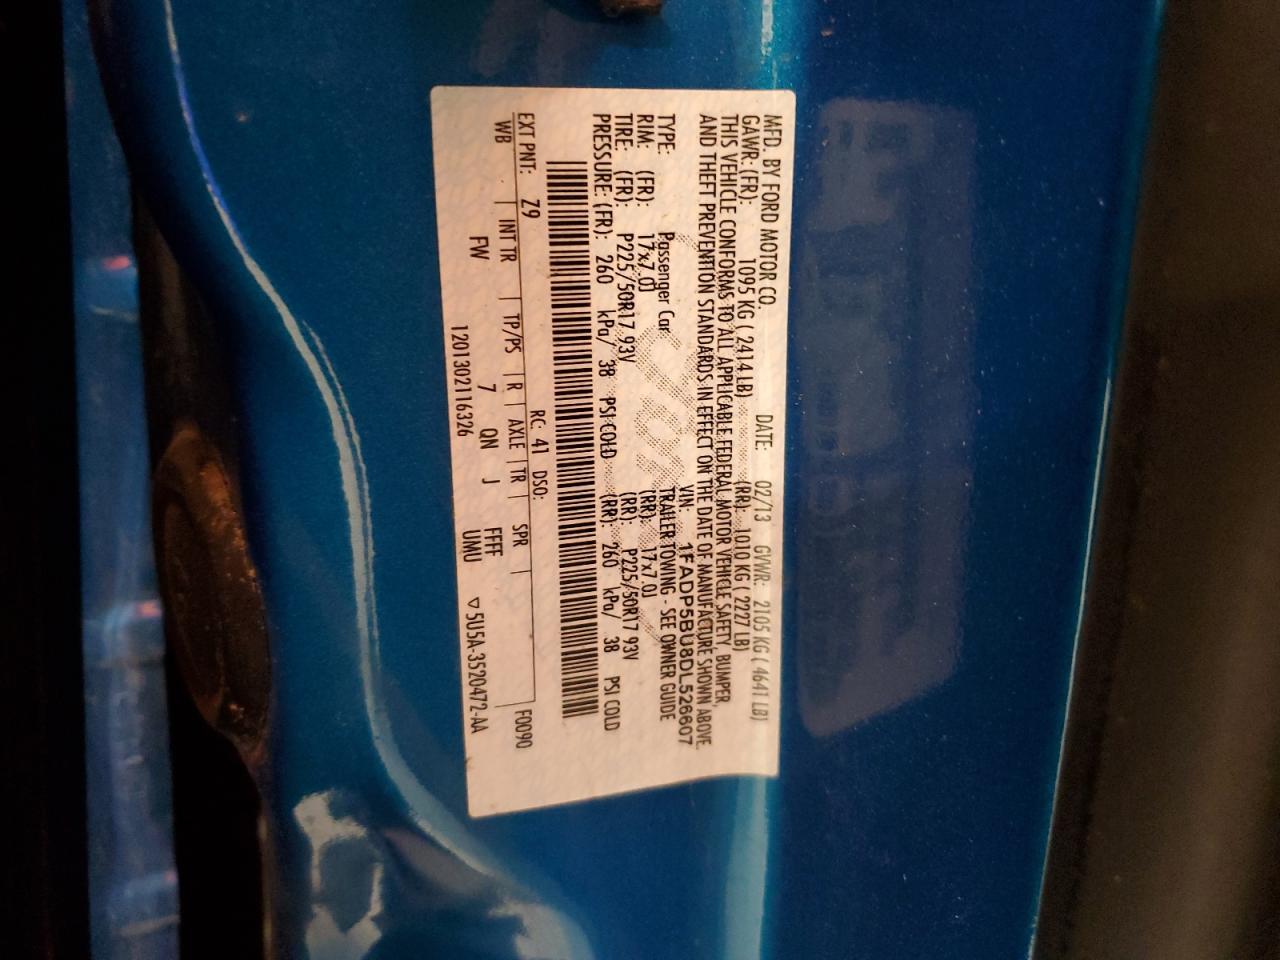 MFD. BY FORD MOTOR CO.
DATE: 02/13 GVWR: 2105 KG ( 4641 LB)
GAWR: (FR): 1095 KG ( 2414 LB) (RR): 1010 KG ( 2227 LB)
THIS VEHICLE CONFORMS TO ALL APPLICABLE FEDERAL MOTOR VEHICLE SAFETY, BUMPER,
AND THEFT PREVENTION STANDARDS IN EFFECT ON THE DATE OF MANUFACTURE SHOWN ABOVE.
VIN: 1FADP5BU8DL526607
TYPE: Passenger Car TRAILER TOWING - SEE OWNER GUIDE
RIM: (FR): 17x7.0J (RR): 17x7.0J
TIRE: (FR): P225/50R17 93V (RR): P225/50R17 93V
PRESSURE: (FR): 260 kPa/ 38 PSI COLD (RR): 260 kPa/ 38 PSI COLD
EXT PNT: Z9 RC: 41 DSO: F0090
WB INT TR TP/PS R AXLE TR SPR
FW 7 QN J FFFF
UMU
1201302116326 ▽5U5A-3520472-AA